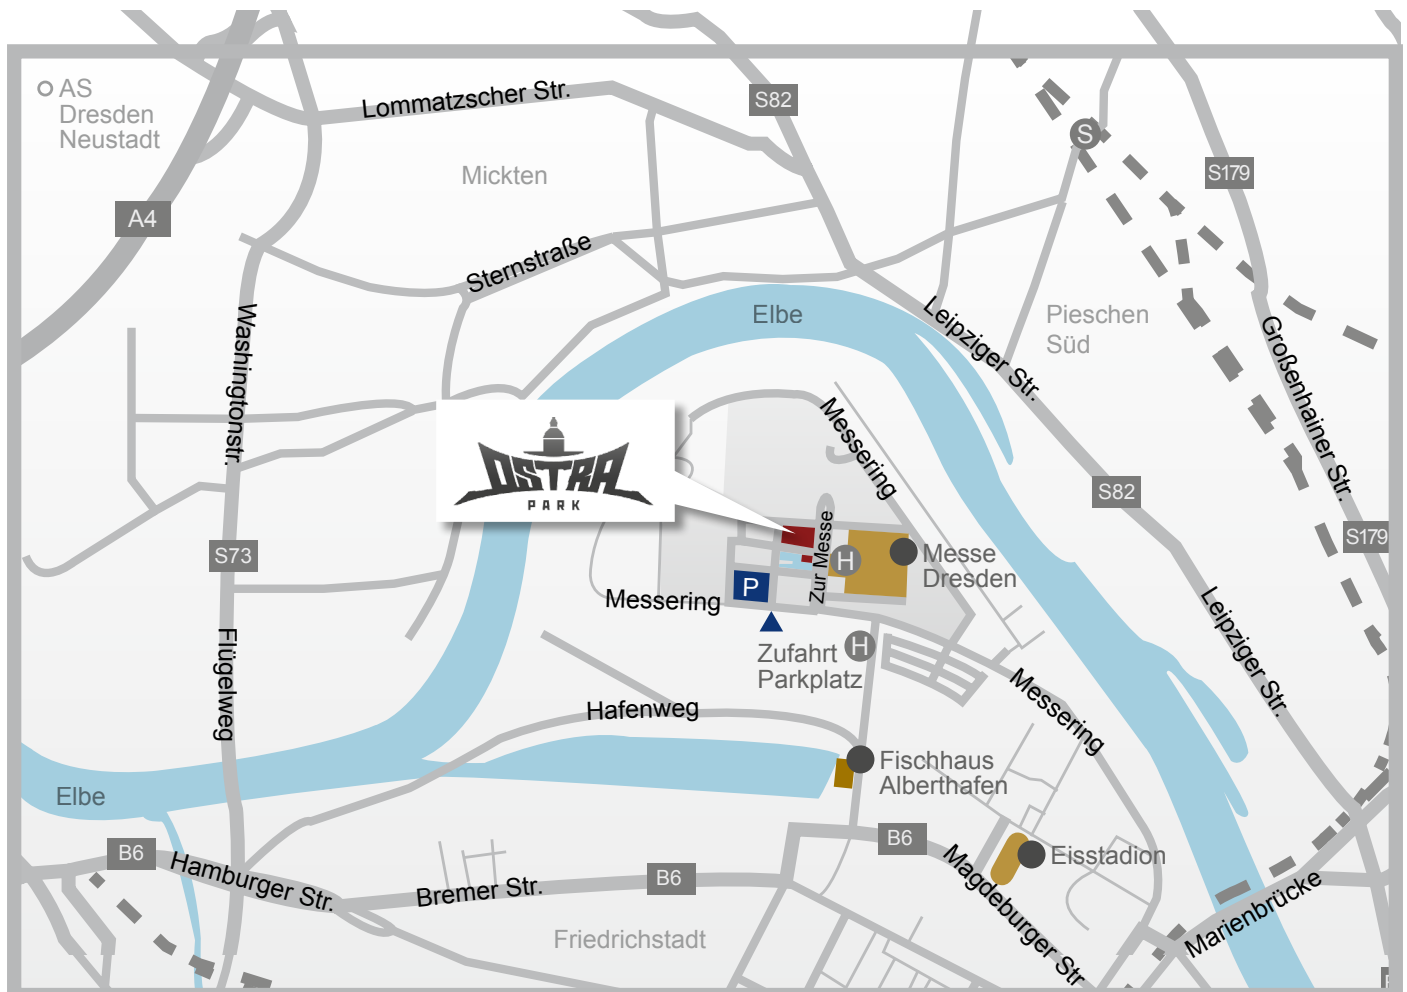 AS
Dresden
Neustadt
Lommatzscher Str.
S82
S
Mickten
S179
A4
Sternstraße
Elbe
Leipziger Str.
Pieschen
Süd
Washingtonstr.
Großenhainer Str.
Messering
OSTRA
PARK
S82
S73
Zur Messe
H
Messe
Dresden
S179
P
Messering
Zufahrt
Parkplatz
H
Leipziger Str.
Flügelweg
Hafenweg
Messering
Fischhaus
Alberthafen
Elbe
B6
Hamburger Str.
Bremer Str.
B6
B6
Magdeburger Str
Eisstadion
Marienbrücke
Friedrichstadt